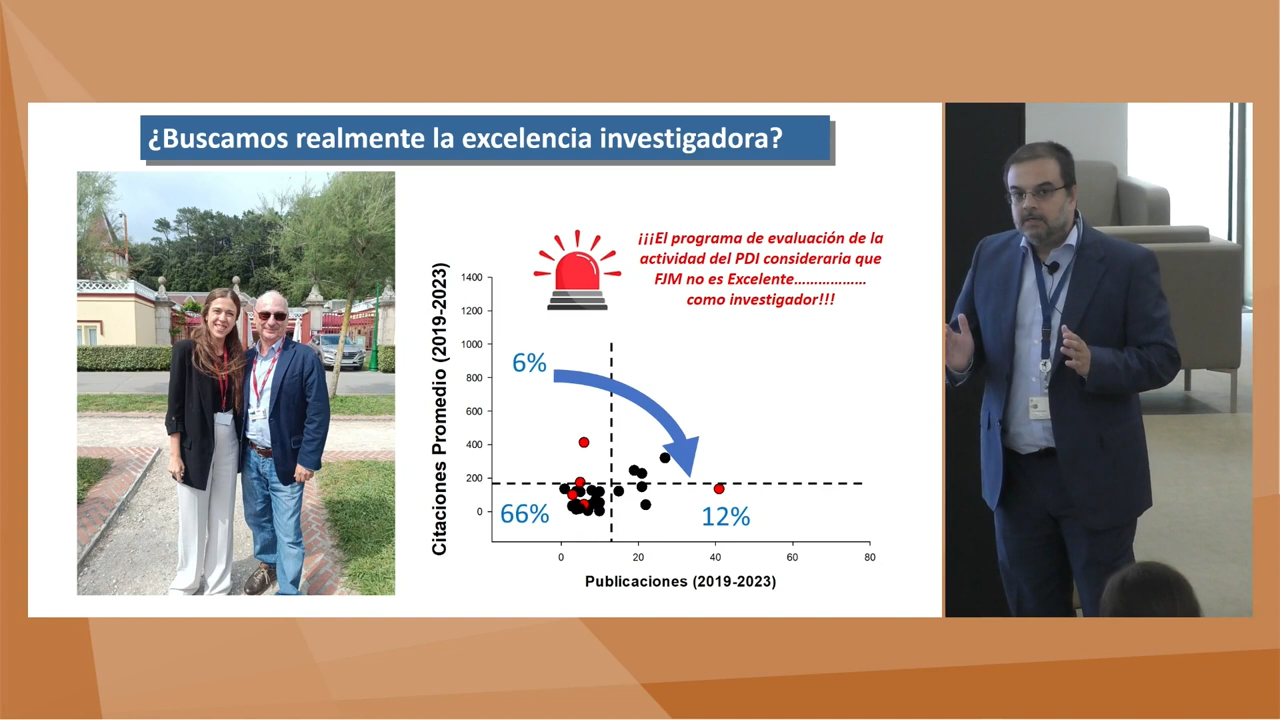 ¿Buscamos realmente la excelencia investigadora?
¡¡¡El programa de evaluación de la
actividad del PDI consideraria que
FJM no es Excelente..................
como investigador!!!
Citaciones Promedio (2019-2023)
1400
1200
1000
800
600
400
200
0
6%
66%
12%
0
20
40
60
80
Publicaciones (2019-2023)